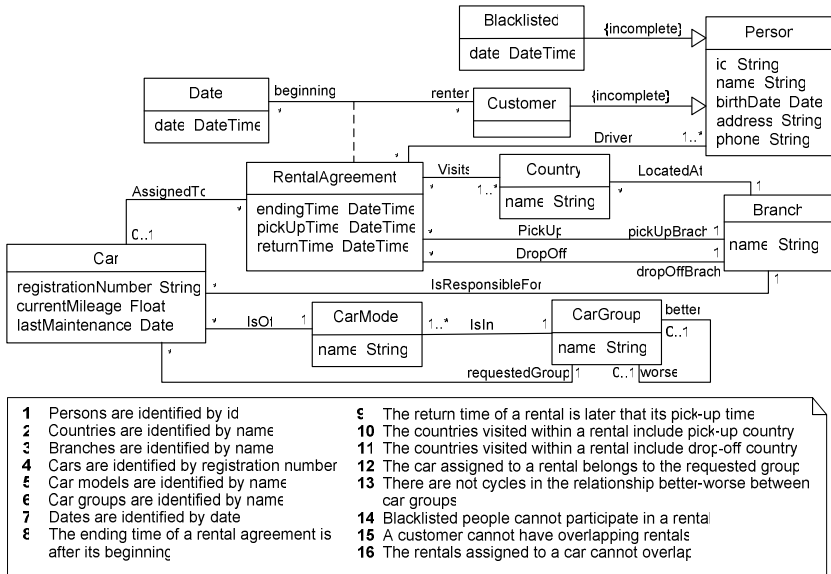 Blacklisted
date DateTime
{incomplete}
Person
id String
name String
birthDate Date
address String
phone String
Date
date DateTime
beginning
*
renter
Customer
{incomplete}
Driver
*
1..*
RentalAgreement
endingTime DateTime
pickUpTime DateTime
returnTime DateTime
Visits
*
1..*
Country
name String
LocatedAt
*
1
Branch
name String
AssignedTo
*
0..1
PickUp
*
pickUpBrach 1
DropOff
*
1
dropOffBrach
Car
registrationNumber String
currentMileage Float
lastMaintenance Date
IsResponsibleFor
*
1
IsOf
*
1
CarModel
name String
1..*
IsIn
1
CarGroup
name String
better
0..1
0..1 worse
requestedGroup 1
*
1 Persons are identified by id
2 Countries are identified by name
3 Branches are identified by name
4 Cars are identified by registration number
5 Car models are identified by name
6 Car groups are identified by name
7 Dates are identified by date
8 The ending time of a rental agreement is
after its beginning
9 The return time of a rental is later that its pick-up time
10 The countries visited within a rental include pick-up country
11 The countries visited within a rental include drop-off country
12 The car assigned to a rental belongs to the requested group
13 There are not cycles in the relationship better-worse between
car groups
14 Blacklisted people cannot participate in a rental
15 A customer cannot have overlapping rentals
16 The rentals assigned to a car cannot overlap